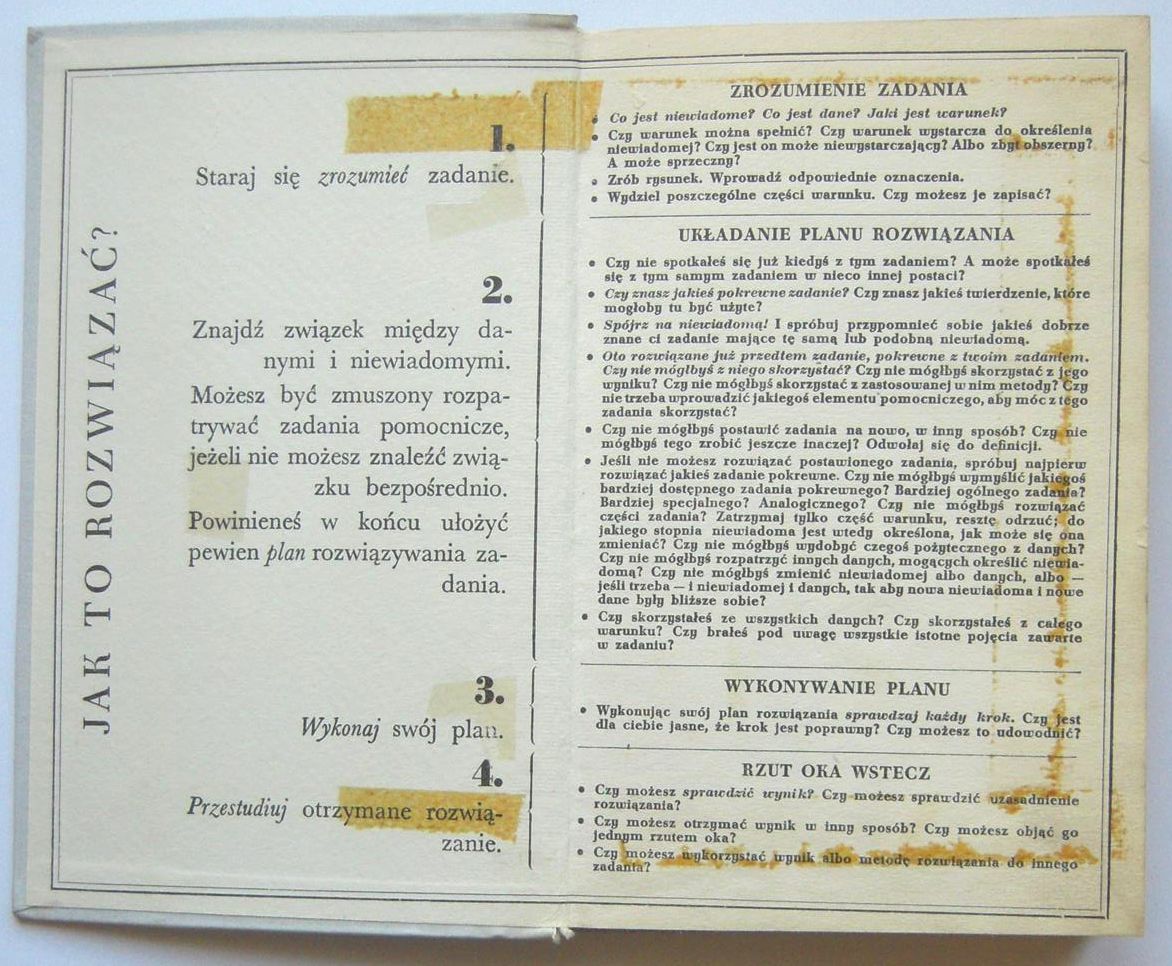 JAK TO ROZWIĄZAĆ?
1.
Staraj się zrozumieć zadanie.
2.
Znajdź związek między da-
nymi i niewiadomymi.
Możesz być zmuszony rozpa-
trywać zadania pomocnicze,
jeżeli nie możesz znaleźć zwią-
zku bezpośrednio.
Powinieneś w końcu ułożyć
pewien plan rozwiązywania za-
dania.
3.
Wykonaj swój plan.
4.
Przestudiuj otrzymane rozwią-
zanie.
ZROZUMIENIE ZADANIA
• Co jest niewiadome? Co jest dane? Jaki jest warunek?
• Czy warunek można spełnić? Czy warunek wystarcza do określenia
niewiadomej? Czy jest on może niewystarczający? Albo zbyt obszerny?
A może sprzeczny?
• Zrób rysunek. Wprowadź odpowiednie oznaczenia.
• Wydziel poszczególne części warunku. Czy możesz je zapisać?
UKŁADANIE PLANU ROZWIĄZANIA
• Czy nie spotkałeś się już kiedyś z tym zadaniem? A może spotkałeś
się z tym samym zadaniem w nieco innej postaci?
• Czy znasz jakieś pokrewne zadanie? Czy znasz jakieś twierdzenie, które
mogłoby tu być użyte?
• Spójrz na niewiadomą! I spróbuj przypomnieć sobie jakieś dobrze
znane ci zadanie mające tę samą lub podobną niewiadomą.
• Oto rozwiązane już przedtem zadanie, pokrewne z twoim zadaniem.
Czy nie mógłbyś z niego skorzystać? Czy nie mógłbyś skorzystać z jego
wyniku? Czy nie mógłbyś skorzystać z zastosowanej w nim metody? Czy
nie trzeba wprowadzić jakiegoś elementu pomocniczego, aby móc z tego
zadania skorzystać?
• Czy nie mógłbyś postawić zadania na nowo, w inny sposób? Czy nie
mógłbyś tego zrobić jeszcze inaczej? Odwołaj się do definicji.
• Jeśli nie możesz rozwiązać postawionego zadania, spróbuj najpierw
rozwiązać jakieś zadanie pokrewne. Czy nie mógłbyś wymyślić jakiegoś
bardziej dostępnego zadania pokrewnego? Bardziej ogólnego zadania?
Bardziej specjalnego? Analogicznego? Czy nie mógłbyś rozwiązać
części zadania? Zatrzymaj tylko część warunku, resztę odrzuć; do
jakiego stopnia niewiadoma jest wtedy określona, jak może się ona
zmieniać? Czy nie mógłbyś wydobyć czegoś pożytecznego z danych?
Czy nie mógłbyś rozpatrzyć innych danych, mogących określić niewia-
domą? Czy nie mógłbyś zmienić niewiadomej albo danych, albo —
jeśli trzeba — i niewiadomej i danych, tak aby nowa niewiadoma i nowe
dane były bliższe sobie?
• Czy skorzystałeś ze wszystkich danych? Czy skorzystałeś z całego
warunku? Czy brałeś pod uwagę wszystkie istotne pojęcia zawarte
w zadaniu?
WYKONYWANIE PLANU
• Wykonując swój plan rozwiązania sprawdzaj każdy krok. Czy jest
dla ciebie jasne, że krok jest poprawny? Czy możesz to udowodnić?
RZUT OKA WSTECZ
• Czy możesz sprawdzić wynik? Czy możesz sprawdzić uzasadnienie
rozwiązania?
• Czy możesz otrzymać wynik w inny sposób? Czy możesz objąć go
jednym rzutem oka?
• Czy możesz wykorzystać wynik albo metodę rozwiązania do innego
zadania?